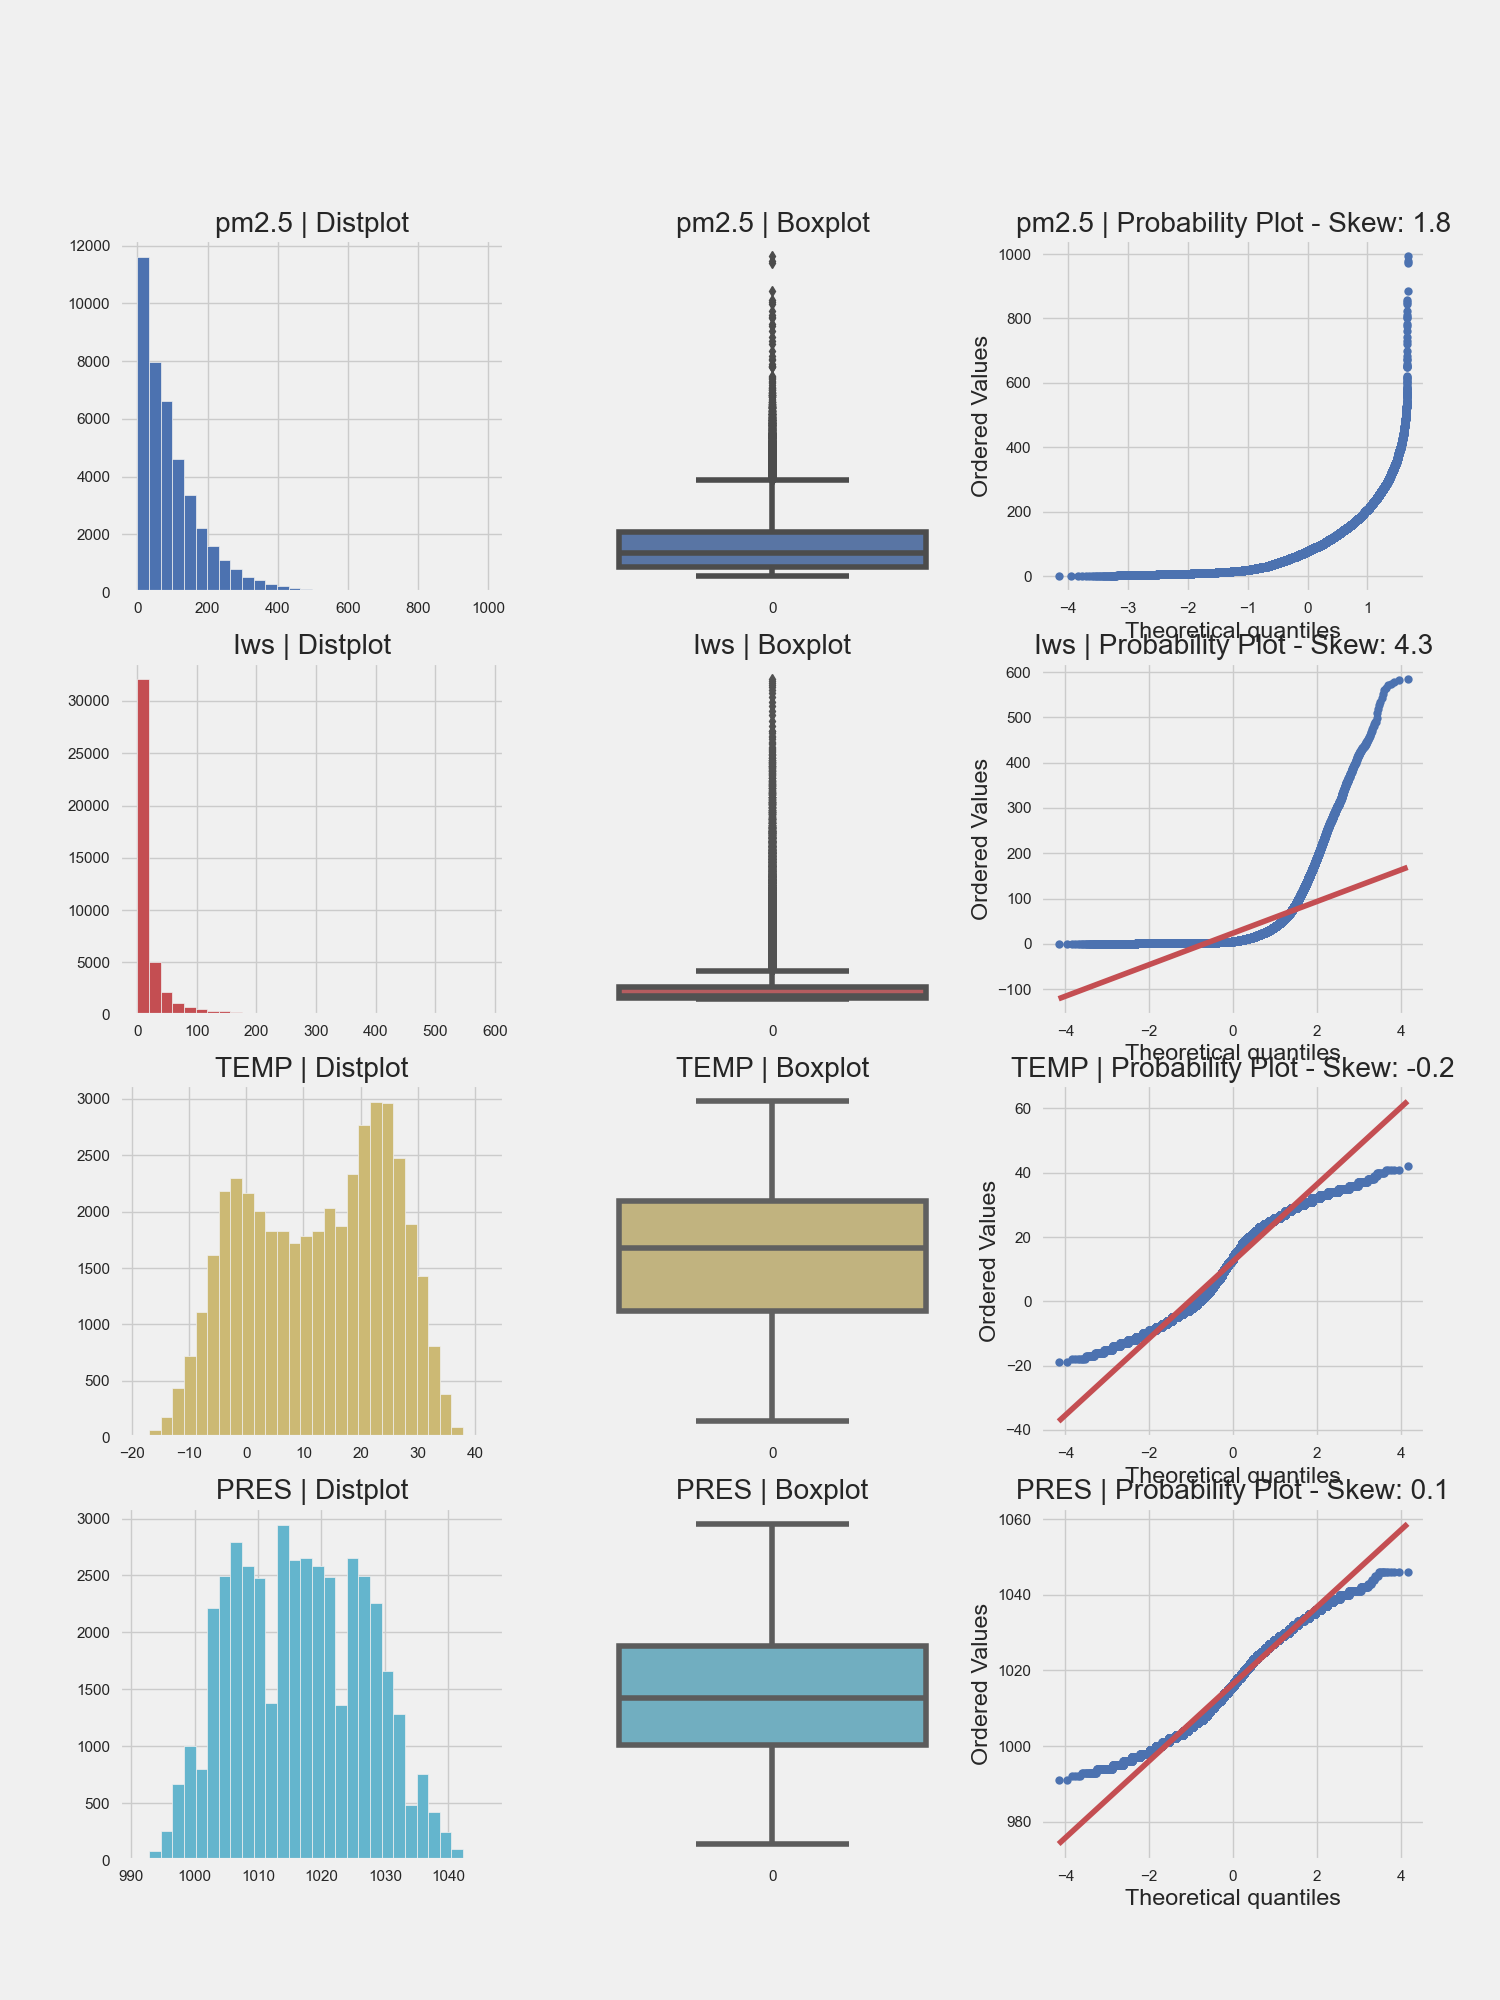 pm2.5 | Distplot
12000
10000
8000
6000
4000
2000
0
0 200 400 600 800 1000
pm2.5 | Boxplot
0
pm2.5 | Probability Plot - Skew: 1.8
Ordered Values
1000
800
600
400
200
0
−4 −3 −2 −1 0 1
Theoretical quantiles
Iws | Distplot
30000
25000
20000
15000
10000
5000
0
0 100 200 300 400 500 600
Iws | Boxplot
0
Iws | Probability Plot - Skew: 4.3
Ordered Values
600
500
400
300
200
100
0
−100
−4 −2 0 2 4
Theoretical quantiles
TEMP | Distplot
3000
2500
2000
1500
1000
500
0
−20 −10 0 10 20 30 40
TEMP | Boxplot
0
TEMP | Probability Plot - Skew: -0.2
Ordered Values
60
40
20
0
−20
−40
−4 −2 0 2 4
Theoretical quantiles
PRES | Distplot
3000
2500
2000
1500
1000
500
0
990 1000 1010 1020 1030 1040
PRES | Boxplot
0
PRES | Probability Plot - Skew: 0.1
Ordered Values
1060
1040
1020
1000
980
−4 −2 0 2 4
Theoretical quantiles